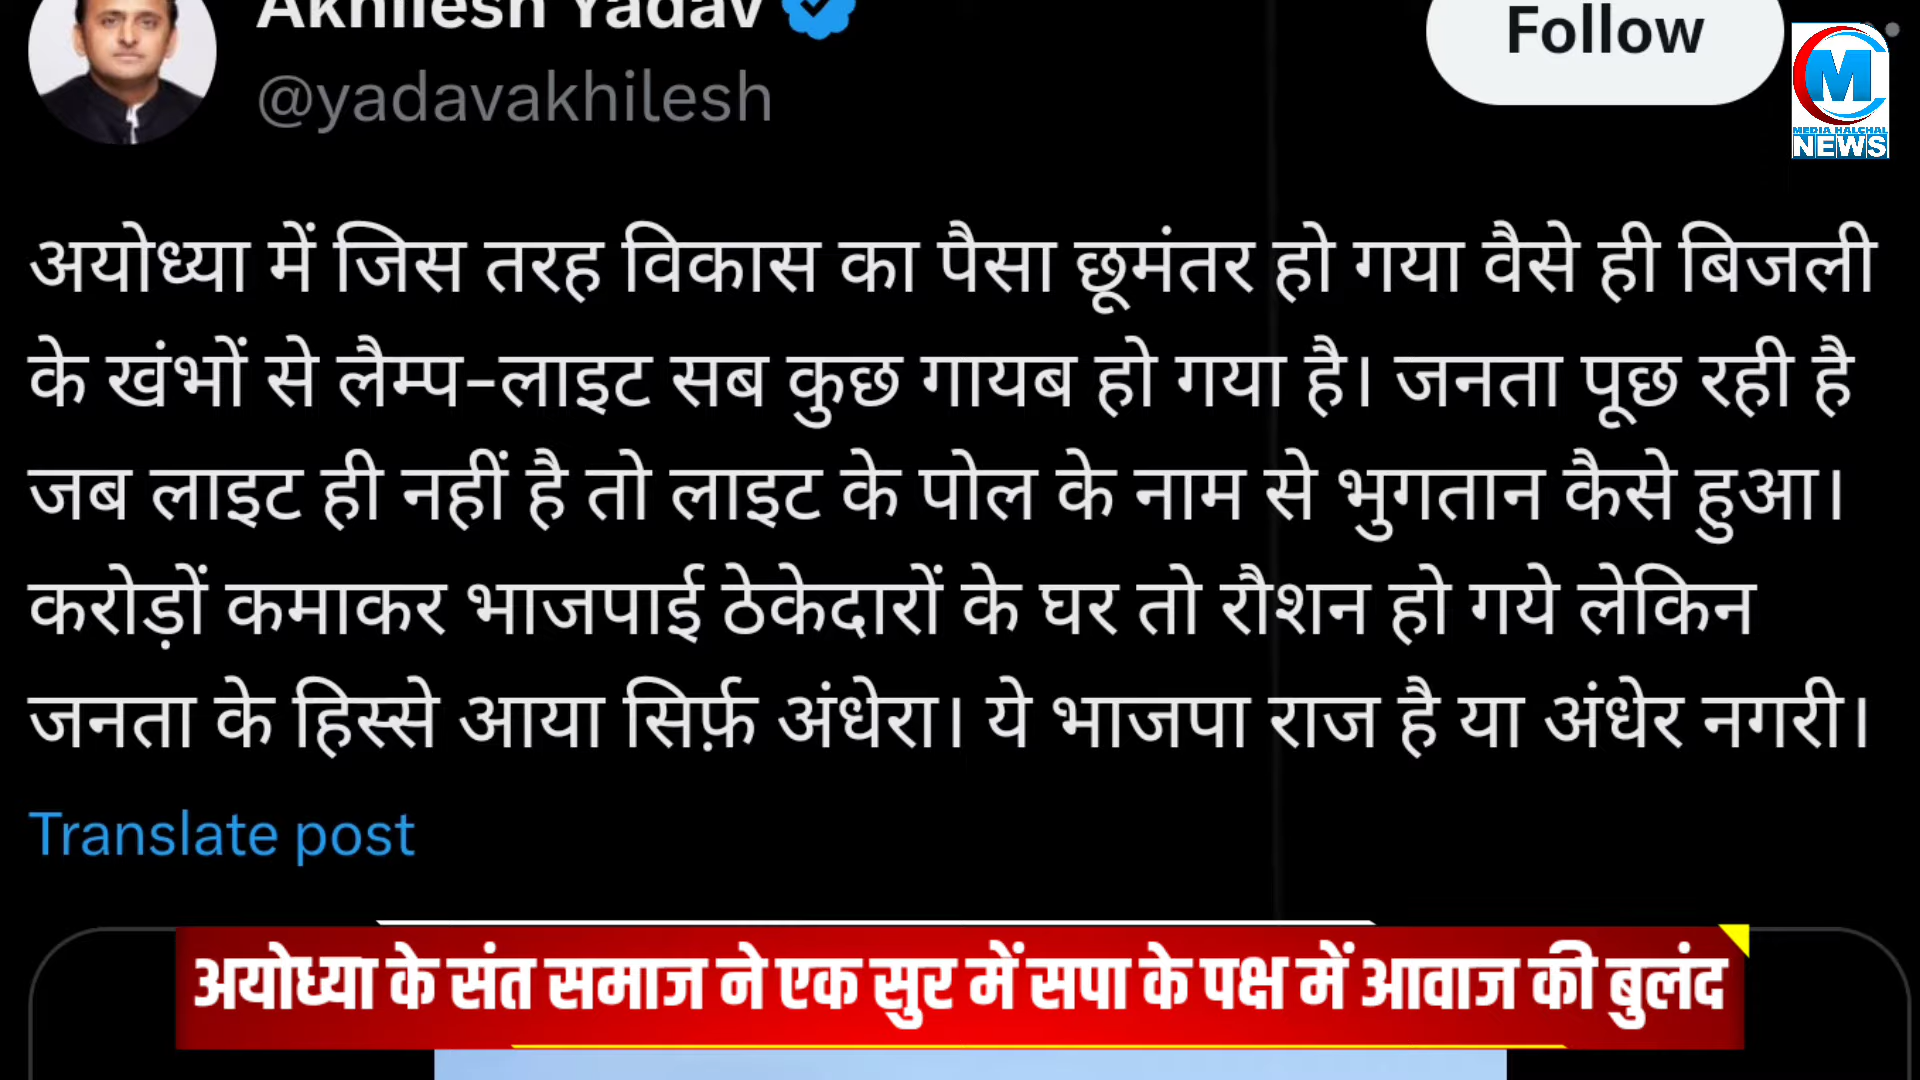 Akhilesh Yadav
@yadavakhilesh
Follow
MEDIA HALCHAL
NEWS
अयोध्या में जिस तरह विकास का पैसा छूमंतर हो गया वैसे ही बिजली
के खंभों से लैम्प-लाइट सब कुछ गायब हो गया है। जनता पूछ रही है
जब लाइट ही नहीं है तो लाइट के पोल के नाम से भुगतान कैसे हुआ।
करोड़ों कमाकर भाजपाई ठेकेदारों के घर तो रौशन हो गये लेकिन
जनता के हिस्से आया सिर्फ़ अंधेरा। ये भाजपा राज है या अंधेर नगरी।
Translate post
अयोध्या के संत समाज ने एक सुर में सपा के पक्ष में आवाज की बुलंद